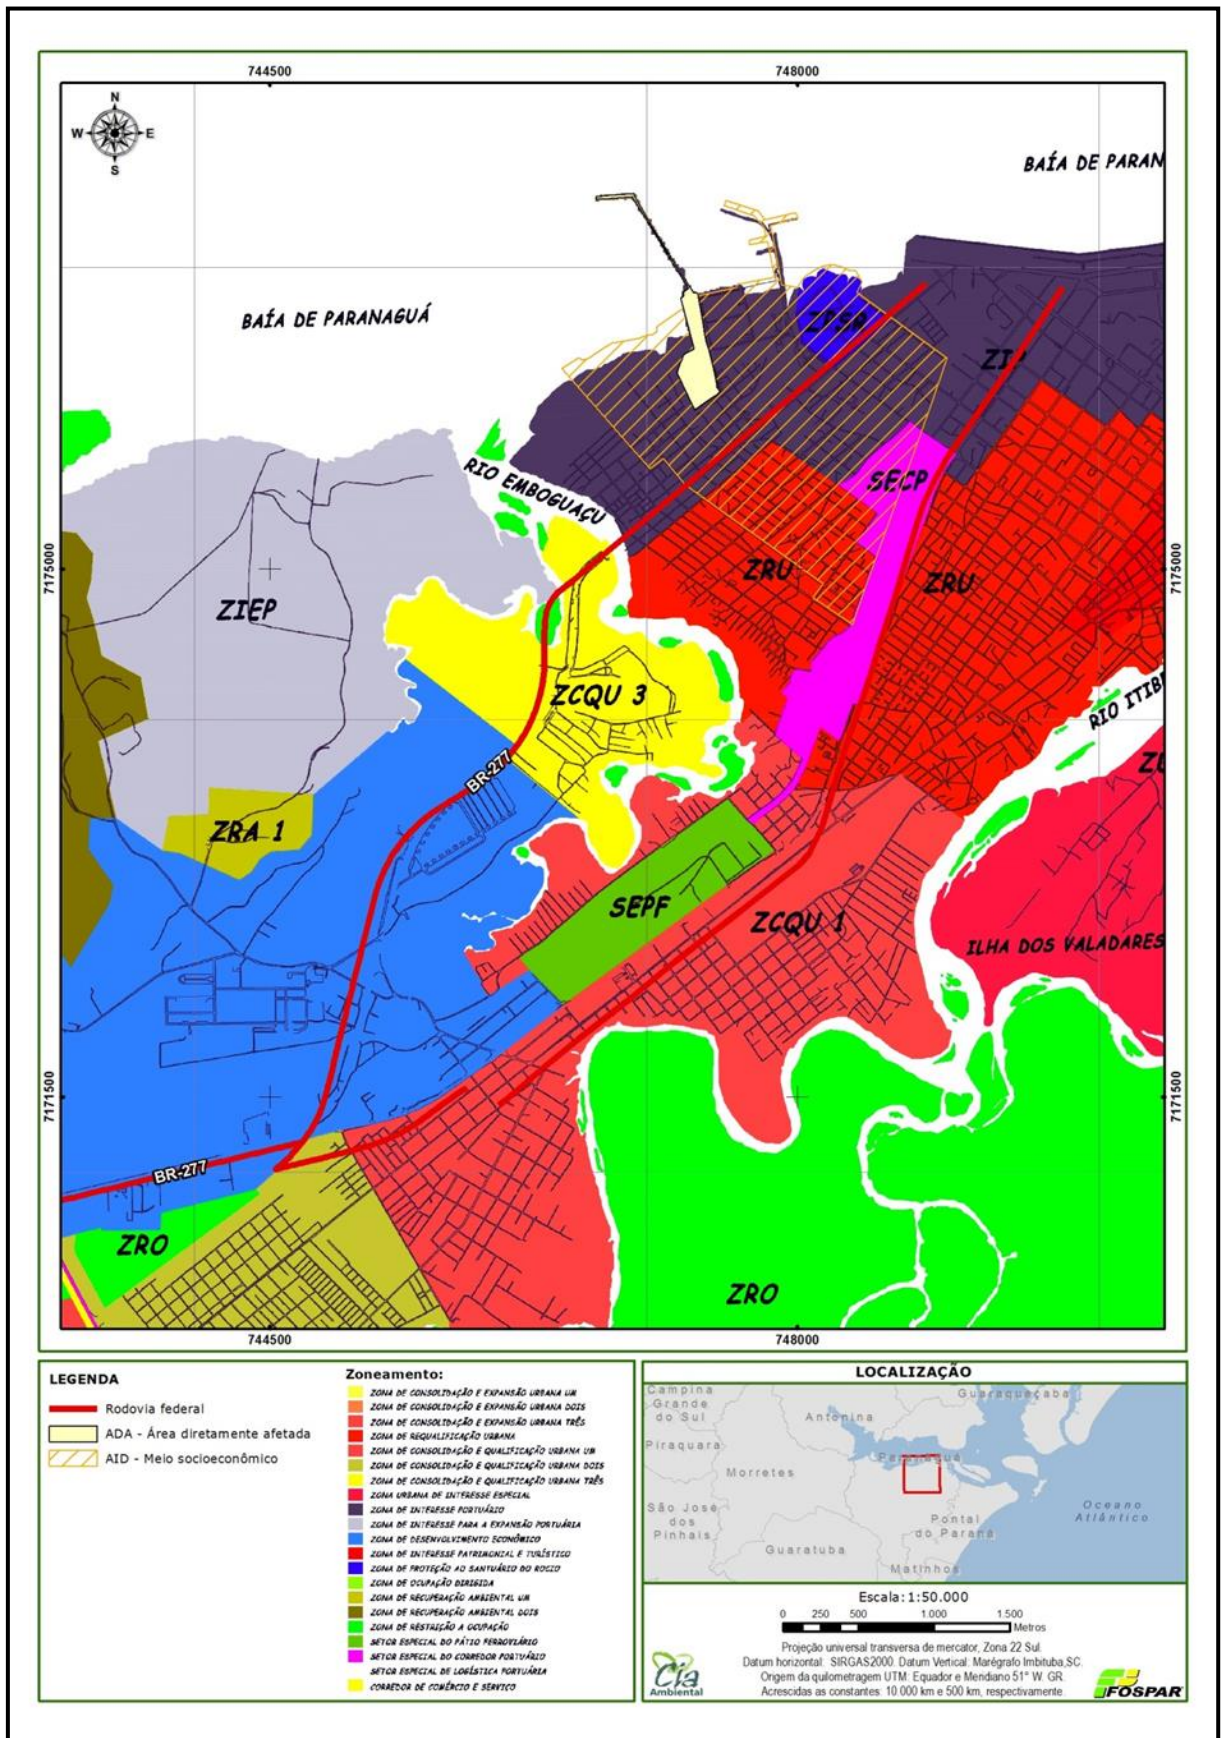 744500 748000
N
W E
S
BAÍA DE PARAN
BAÍA DE PARANAGUÁ
ZPSR
ZIP
RIO EMBOGUAÇU
SECP
7175000 7175000
ZRU
ZRU
ZIEP
ZCQU 3
RIO ITIB
BR-277
ZRA 1
SEPF
ZCQU 1
ILHA DOS VALADARES
7171500 7171500
BR-277
ZRO
ZRO
744500 748000
LEGENDA
Rodovia federal
ADA - Área diretamente afetada
AID - Meio socioeconômico
Zoneamento:
ZONA DE CONSOLIDAÇÃO E EXPANSÃO URBANA UM
ZONA DE CONSOLIDAÇÃO E EXPANSÃO URBANA DOIS
ZONA DE CONSOLIDAÇÃO E EXPANSÃO URBANA TRÊS
ZONA DE REQUALIFICAÇÃO URBANA
ZONA DE CONSOLIDAÇÃO E QUALIFICAÇÃO URBANA UM
ZONA DE CONSOLIDAÇÃO E QUALIFICAÇÃO URBANA DOIS
ZONA DE CONSOLIDAÇÃO E QUALIFICAÇÃO URBANA TRÊS
ZONA URBANA DE INTERESSE ESPECIAL
ZONA DE INTERESSE PORTUÁRIO
ZONA DE INTERESSE PARA A EXPANSÃO PORTUÁRIA
ZONA DE DESENVOLVIMENTO ECONÔMICO
ZONA DE INTERESSE PATRIMONIAL E TURÍSTICO
ZONA DE PROTEÇÃO AO SANTUÁRIO DO ROCIO
ZONA DE OCUPAÇÃO DIRIGIDA
ZONA DE RECUPERAÇÃO AMBIENTAL UM
ZONA DE RECUPERAÇÃO AMBIENTAL DOIS
ZONA DE RESTRIÇÃO A OCUPAÇÃO
SETOR ESPECIAL DO PÁTIO FERROVIÁRIO
SETOR ESPECIAL DO CORREDOR PORTUÁRIO
SETOR ESPECIAL DE LOGÍSTICA PORTUÁRIA
CORREDOR DE COMÉRCIO E SERVIÇO
LOCALIZAÇÃO
Campina
Grande
do Sul
Guaraqueçaba
Antonina
Piraquara
Paranaguá
Morretes
São José
dos
Pinhais
Oceano
Atlântico
Pontal
do Paraná
Guaratuba
Matinhos
Escala:1:50.000
0 250 500 1.000 1.500
Metros
Projeção universal transversa de mercator, Zona 22 Sul.
Datum horizontal: SIRGAS2000. Datum Vertical: Marégrafo Imbituba,SC.
Origem da quilometragem UTM: Equador e Meridiano 51° W. GR.
Acrescidas as constantes: 10 000 km e 500 km, respectivamente.
Cia
Ambiental
FOSPAR